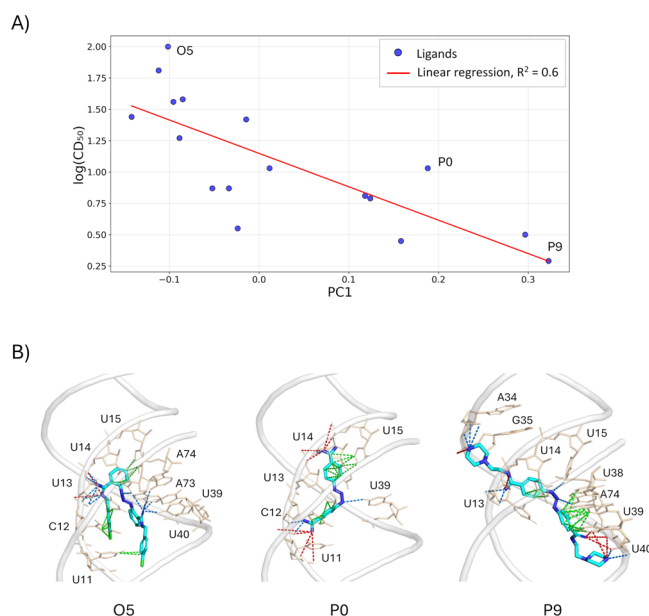 A)
2.00
1.75
1.50
1.25
1.00
0.75
0.50
0.25
log(CD₅₀)
−0.1
0.0
0.1
0.2
0.3
PC1
Ligands
Linear regression, R² = 0.6
O5
P0
P9
B)
U15
U14
A74
U13
A73
U39
C12
U40
U11
O5
U15
U14
U13
U39
C12
U11
P0
A34
G35
U15
U14
U38
U13
A74
U39
U40
P9